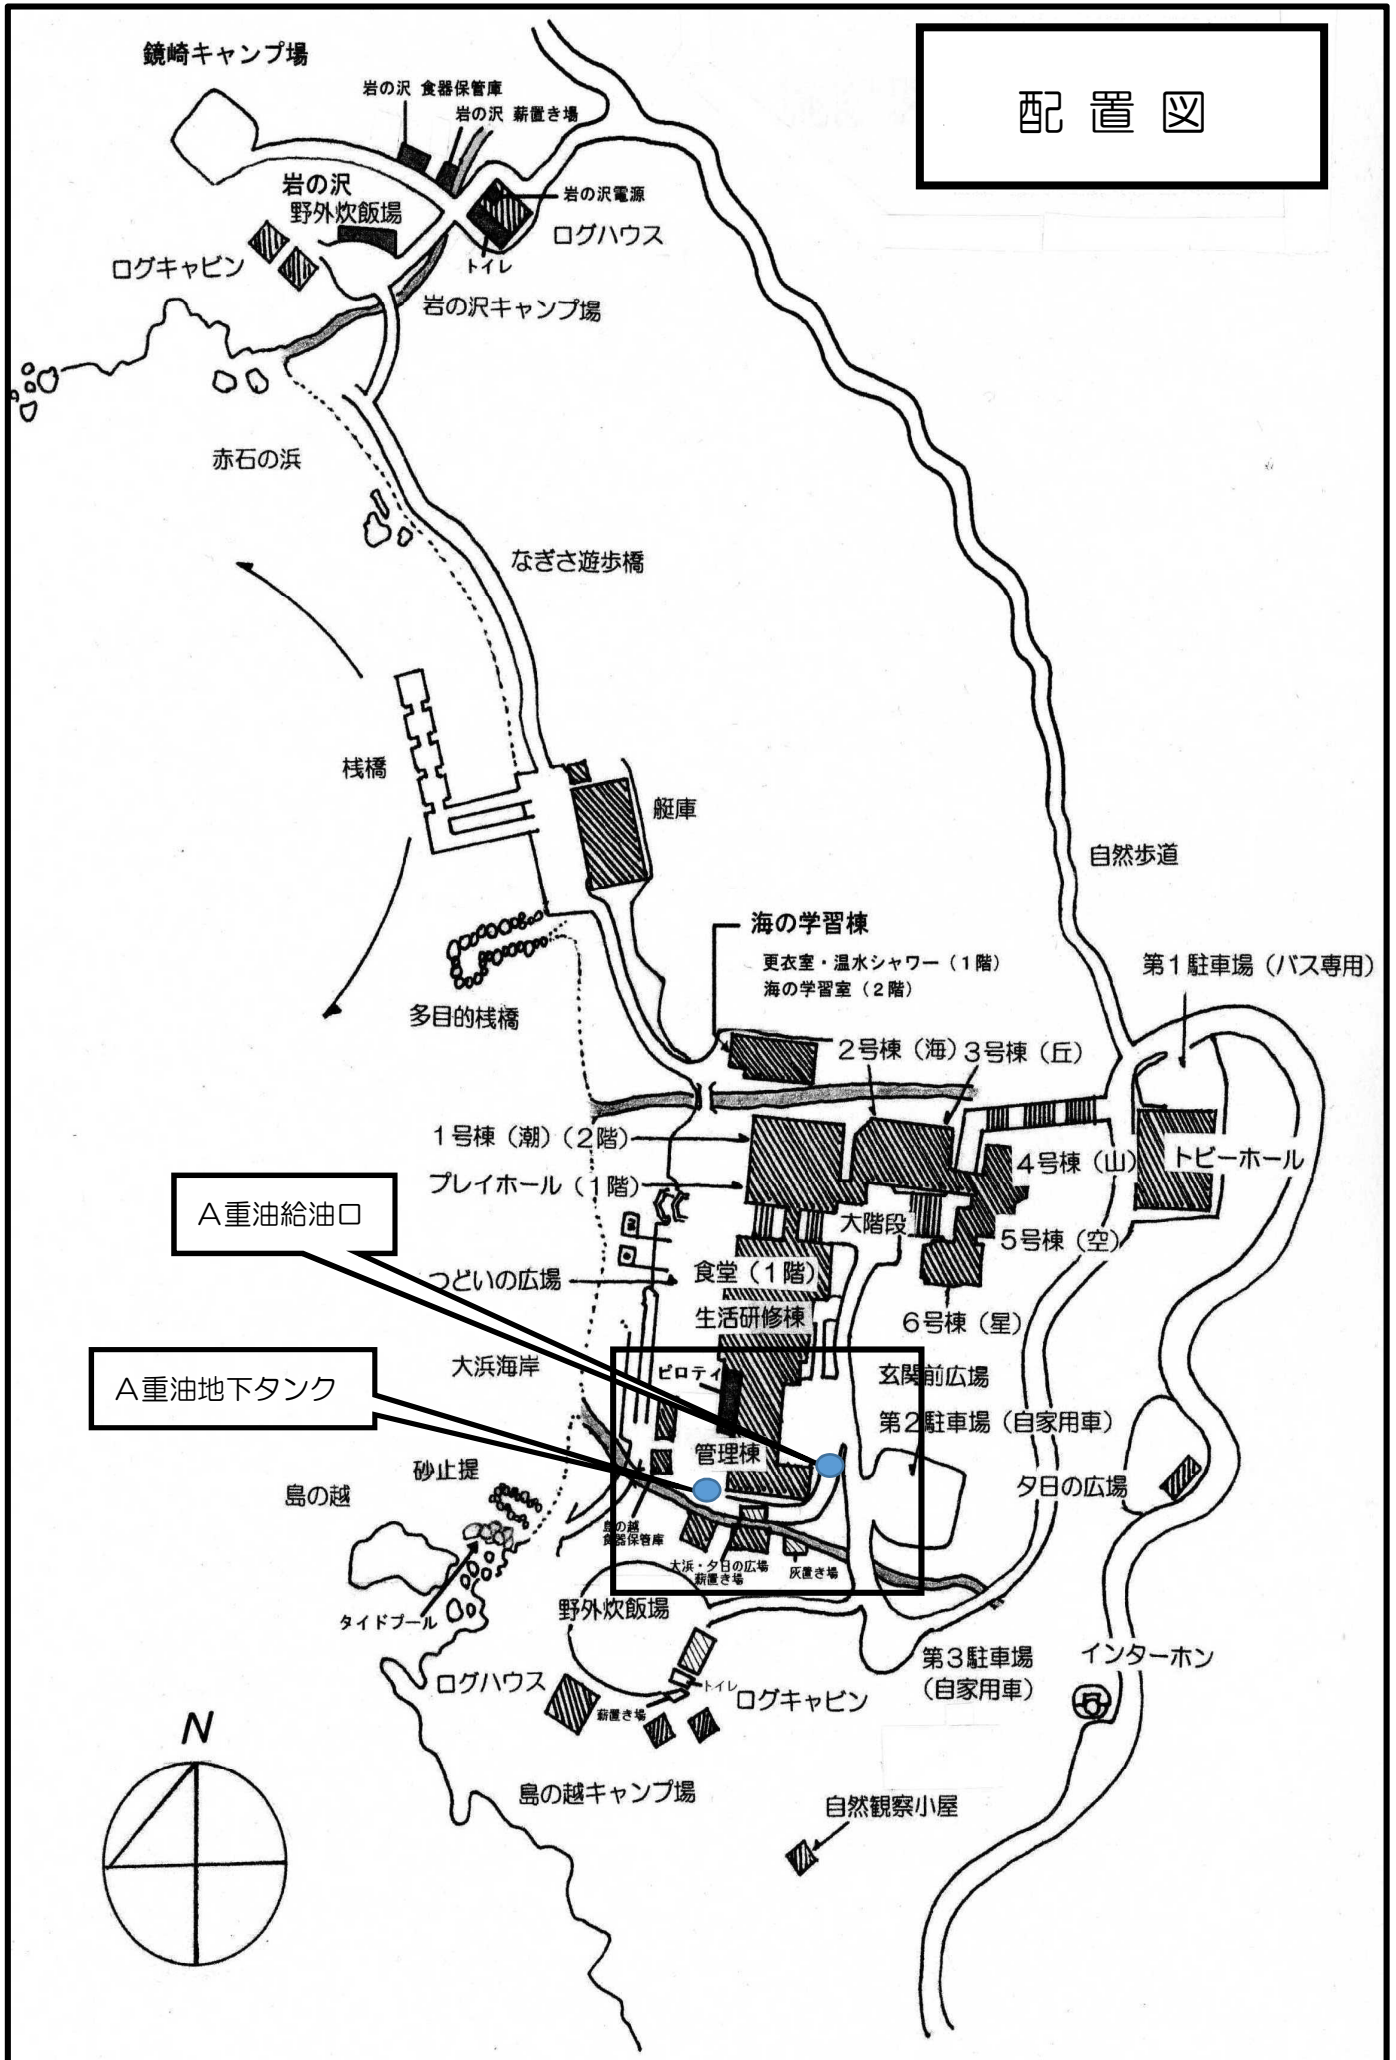 配置図
鏡崎キャンプ場
岩の沢 食器保管庫
岩の沢 薪置き場
岩の沢
野外炊飯場
岩の沢電源
ログハウス
トイレ
ログキャビン
岩の沢キャンプ場
赤石の浜
なぎさ遊歩橋
桟橋
艇庫
自然歩道
海の学習棟
更衣室・温水シャワー（1階）
海の学習室（2階）
第1駐車場（バス専用）
多目的桟橋
2号棟（海）
3号棟（丘）
1号棟（潮）（2階）
4号棟（山）
トビーホール
プレイホール（1階）
A重油給油口
大階段
5号棟（空）
つどいの広場
食堂（1階）
生活研修棟
6号棟（星）
大浜海岸
ピロティ
玄関前広場
A重油地下タンク
第2駐車場（自家用車）
管理棟
砂止提
島の越
夕日の広場
島の越
食器保管庫
大浜・夕日の広場
薪置き場
灰置き場
タイドプール
野外炊飯場
第3駐車場
（自家用車）
インターホン
ログハウス
トイレ
ログキャビン
薪置き場
N
島の越キャンプ場
自然観察小屋